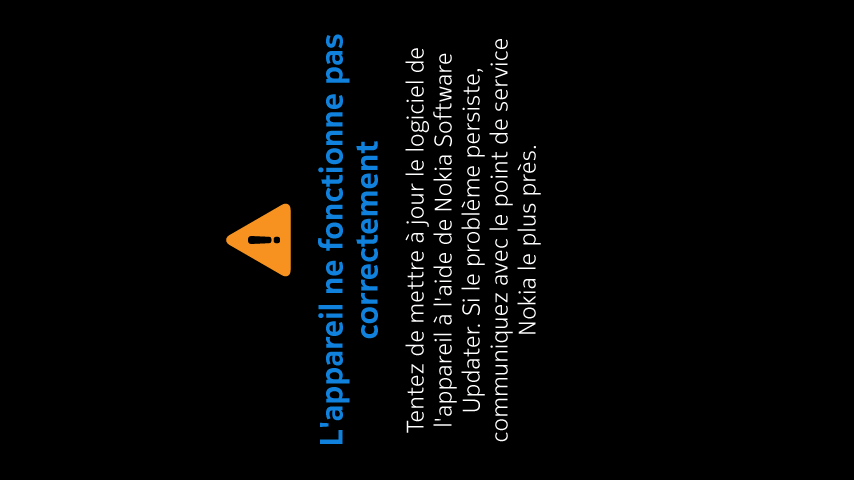 L'appareil ne fonctionne pas
correctement
Tentez de mettre à jour le logiciel de
l'appareil à l'aide de Nokia Software
Updater. Si le problème persiste,
communiquez avec le point de service
Nokia le plus près.